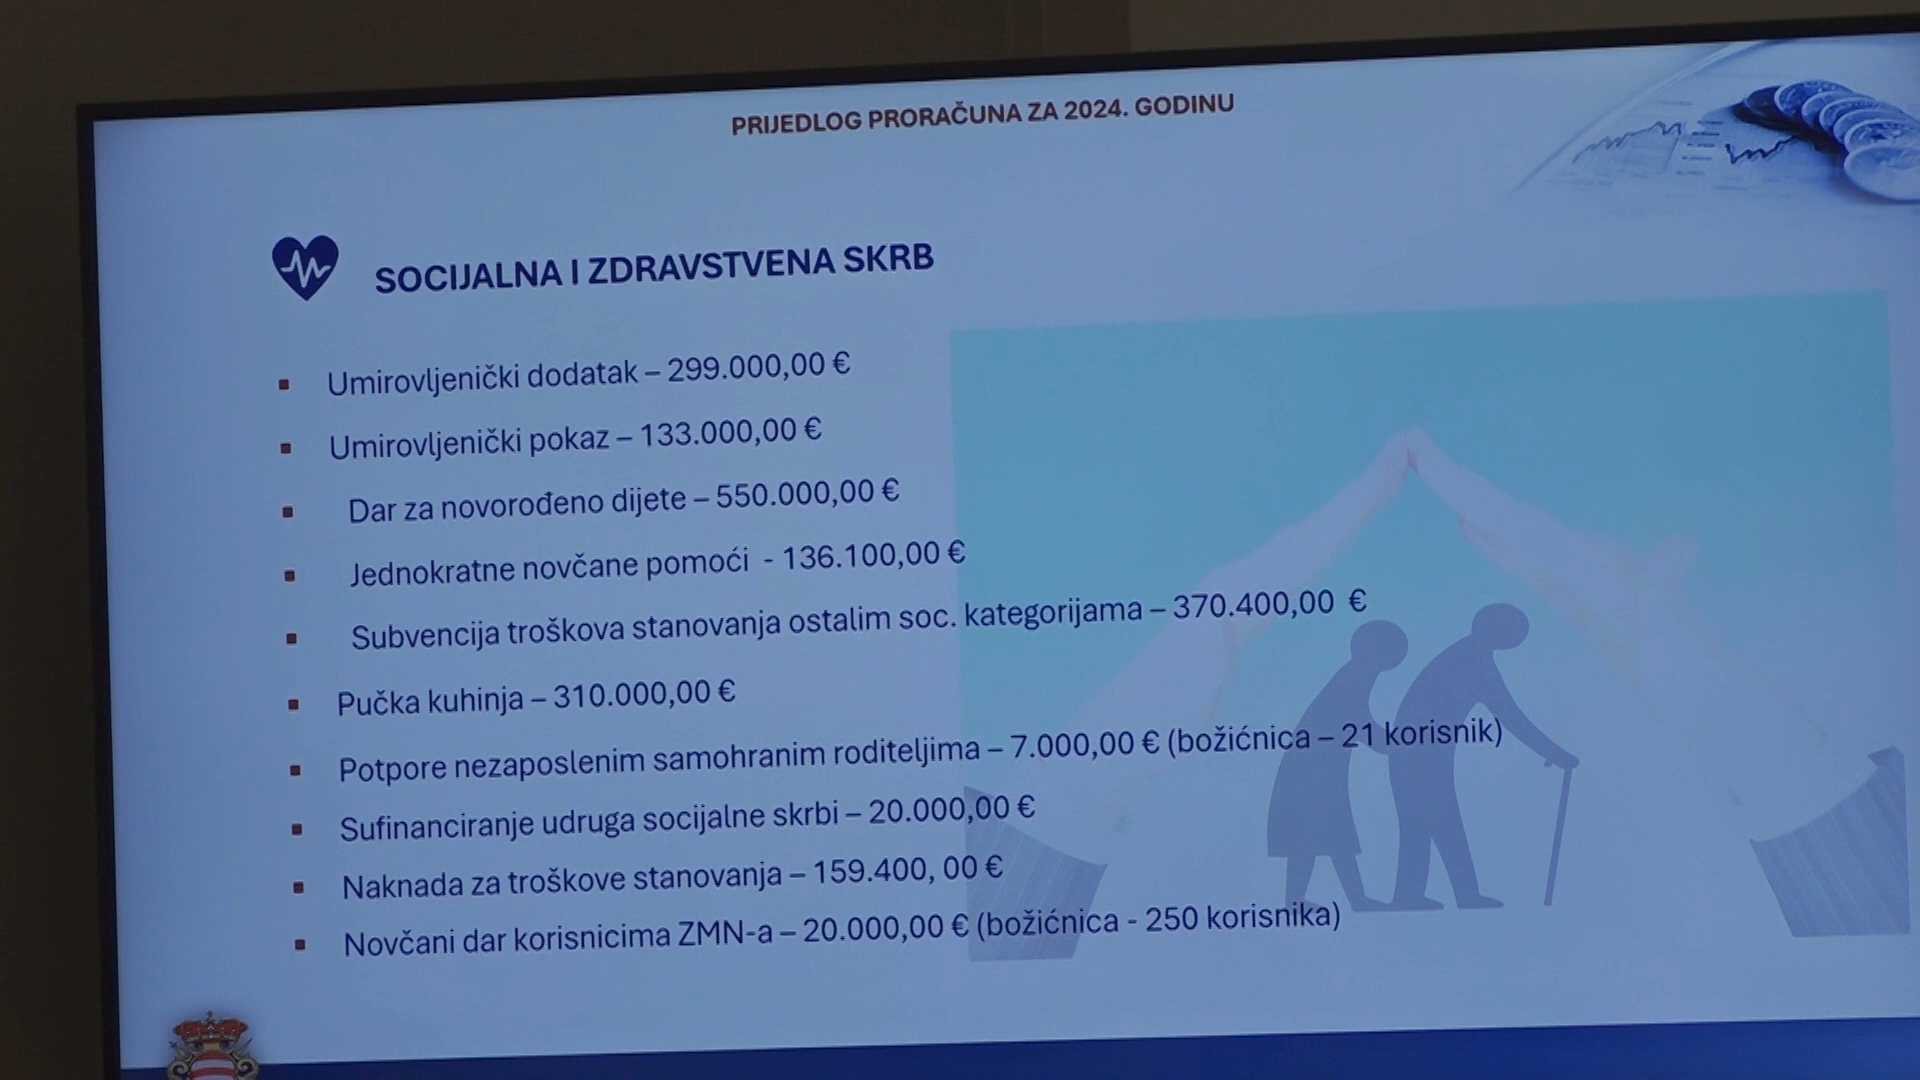 PRIJEDLOG PRORAČUNA ZA 2024. GODINU
SOCIJALNA I ZDRAVSTVENA SKRB
▪ Umirovljenički dodatak – 299.000,00 €
▪ Umirovljenički pokaz – 133.000,00 €
▪ Dar za novorođeno dijete – 550.000,00 €
▪ Jednokratne novčane pomoći - 136.100,00 €
▪ Subvencija troškova stanovanja ostalim soc. kategorijama – 370.400,00 €
▪ Pučka kuhinja – 310.000,00 €
▪ Potpore nezaposlenim samohranim roditeljima – 7.000,00 € (božićnica – 21 korisnik)
▪ Sufinanciranje udruga socijalne skrbi – 20.000,00 €
▪ Naknada za troškove stanovanja – 159.400, 00 €
▪ Novčani dar korisnicima ZMN-a – 20.000,00 € (božićnica - 250 korisnika)